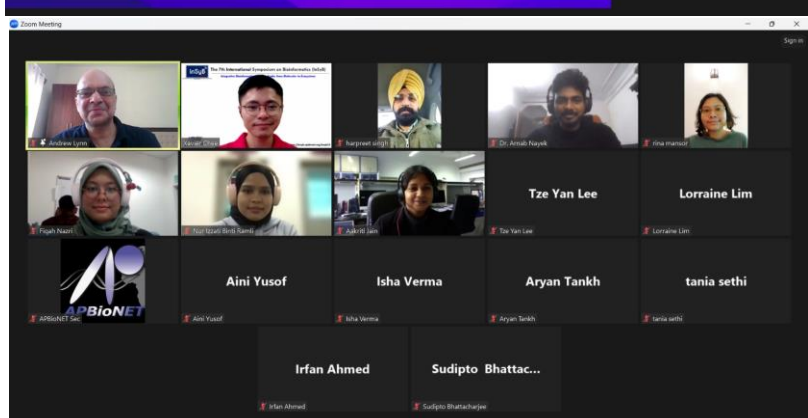 Zoom Meeting
Sign in
InSyB
The 7th International Symposium on Bioinformatics (InSyB)
Andrew Lynn
Xavier Chee
harpreet singh
Dr. Arnab Nayek
rina mansor
Fiqah Nazri
Nur Izzati Binti Ramli
Aakriti Jain
Tze Yan Lee
Tze Yan Lee
Lorraine Lim
Lorraine Lim
APBioNET
APBioNET Sec
Aini Yusof
Aini Yusof
Isha Verma
Isha Verma
Aryan Tankh
Aryan Tankh
tania sethi
tania sethi
Irfan Ahmed
Irfan Ahmed
Sudipto Bhattac...
Sudipto Bhattacharjee